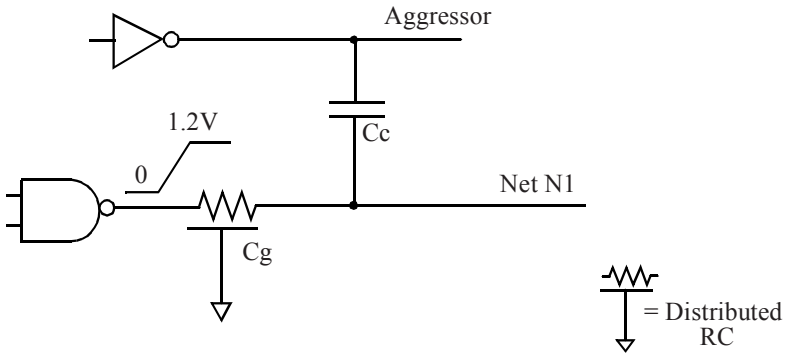 Aggressor
Cc
1.2V
0
Net N1
Cg
= Distributed
RC